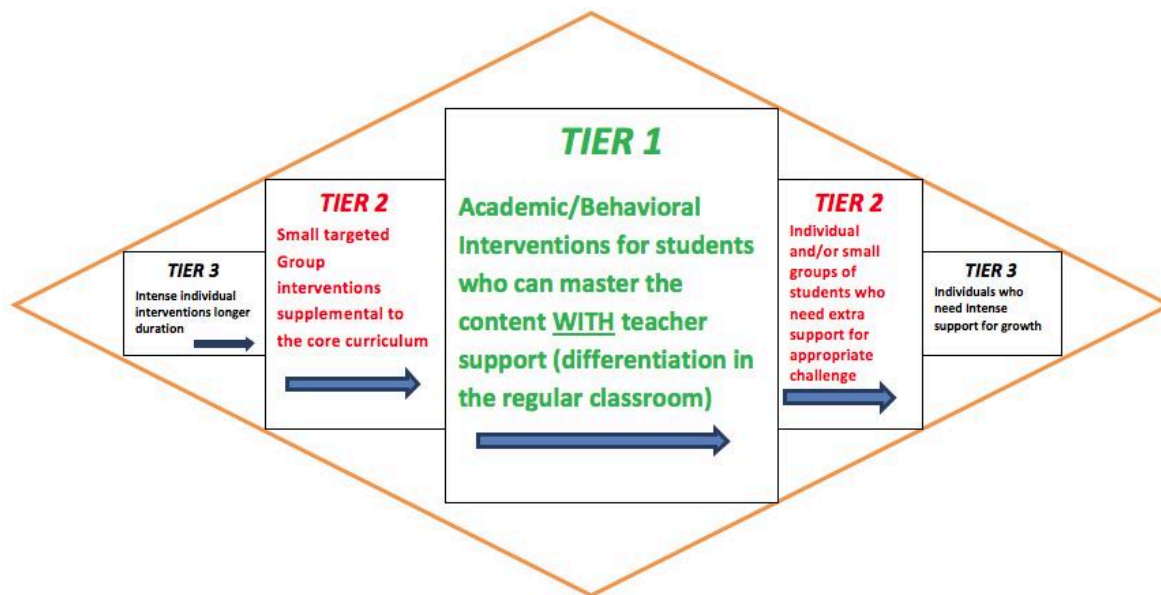 TIER 3
Intense individual
interventions longer
duration
TIER 2
Small targeted
Group
interventions
supplemental to
the core curriculum
TIER 1
Academic/Behavioral
Interventions for students
who can master the
content WITH teacher
support (differentiation in
the regular classroom)
TIER 2
Individual
and/or small
groups of
students who
need extra
support for
appropriate
challenge
TIER 3
Individuals who
need Intense
support for growth